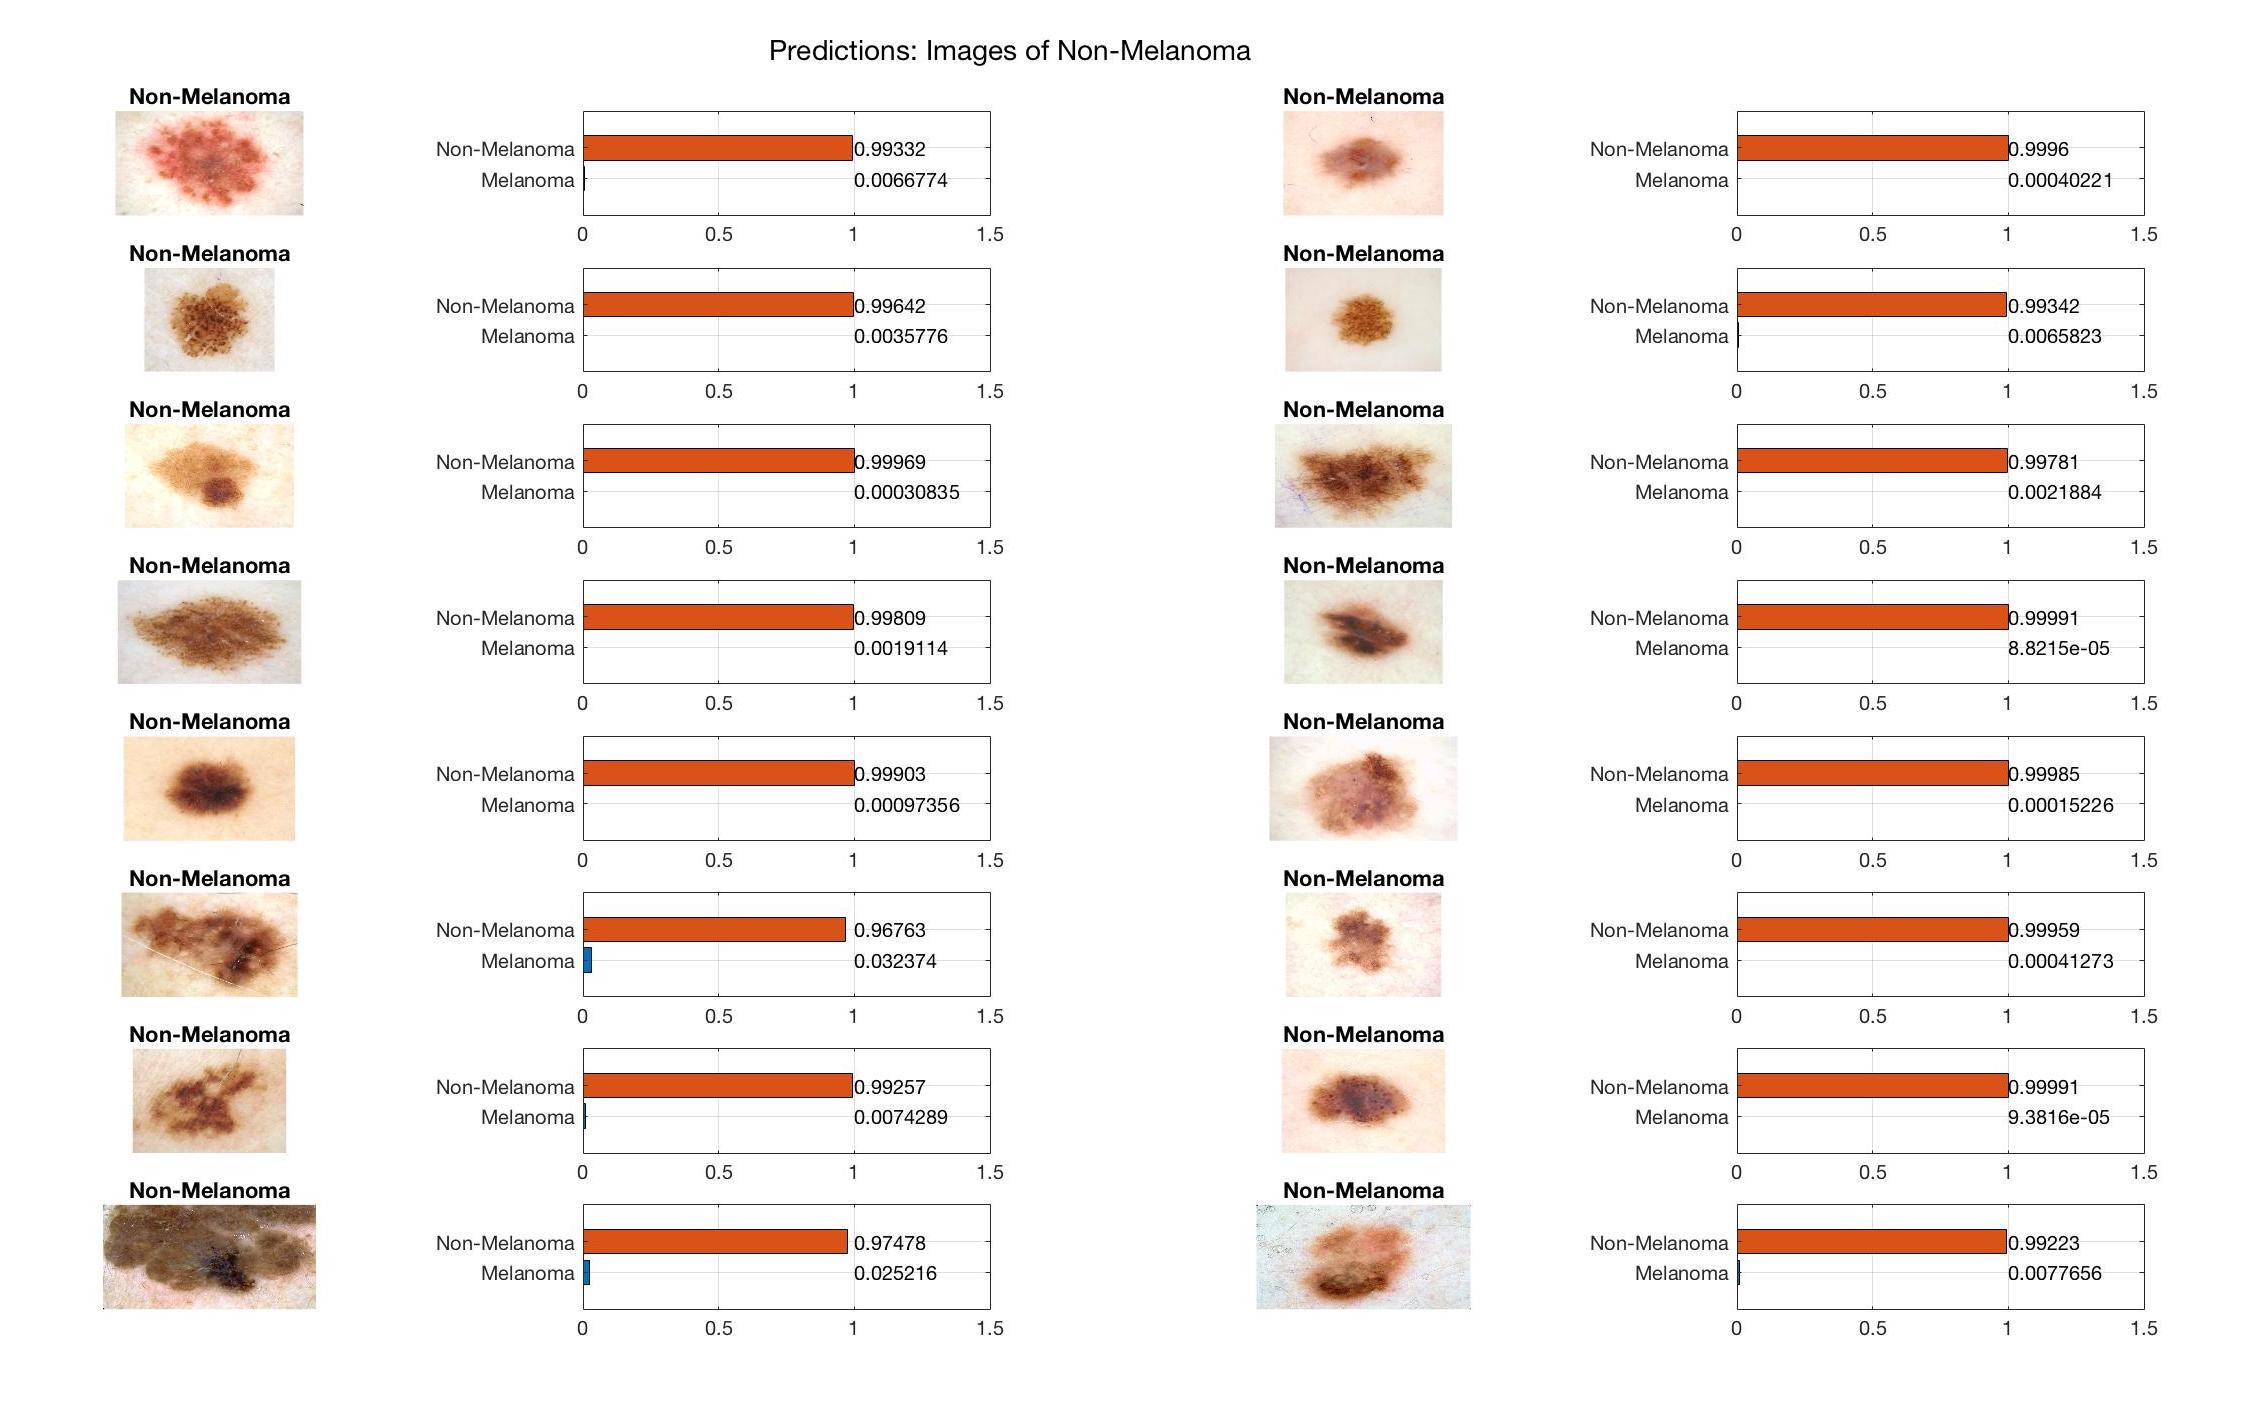 Predictions: Images of Non-Melanoma
Non-Melanoma
Non-Melanoma 0.99332
Melanoma 0.0066774
0 0.5 1 1.5
Non-Melanoma
Non-Melanoma 0.9996
Melanoma 0.00040221
0 0.5 1 1.5
Non-Melanoma
Non-Melanoma 0.99642
Melanoma 0.0035776
0 0.5 1 1.5
Non-Melanoma
Non-Melanoma 0.99342
Melanoma 0.0065823
0 0.5 1 1.5
Non-Melanoma
Non-Melanoma 0.99969
Melanoma 0.00030835
0 0.5 1 1.5
Non-Melanoma
Non-Melanoma 0.99781
Melanoma 0.0021884
0 0.5 1 1.5
Non-Melanoma
Non-Melanoma 0.99809
Melanoma 0.0019114
0 0.5 1 1.5
Non-Melanoma
Non-Melanoma 0.99991
Melanoma 8.8215e-05
0 0.5 1 1.5
Non-Melanoma
Non-Melanoma 0.99903
Melanoma 0.00097356
0 0.5 1 1.5
Non-Melanoma
Non-Melanoma 0.99985
Melanoma 0.00015226
0 0.5 1 1.5
Non-Melanoma
Non-Melanoma 0.96763
Melanoma 0.032374
0 0.5 1 1.5
Non-Melanoma
Non-Melanoma 0.99959
Melanoma 0.00041273
0 0.5 1 1.5
Non-Melanoma
Non-Melanoma 0.99257
Melanoma 0.0074289
0 0.5 1 1.5
Non-Melanoma
Non-Melanoma 0.99991
Melanoma 9.3816e-05
0 0.5 1 1.5
Non-Melanoma
Non-Melanoma 0.97478
Melanoma 0.025216
0 0.5 1 1.5
Non-Melanoma
Non-Melanoma 0.99223
Melanoma 0.0077656
0 0.5 1 1.5